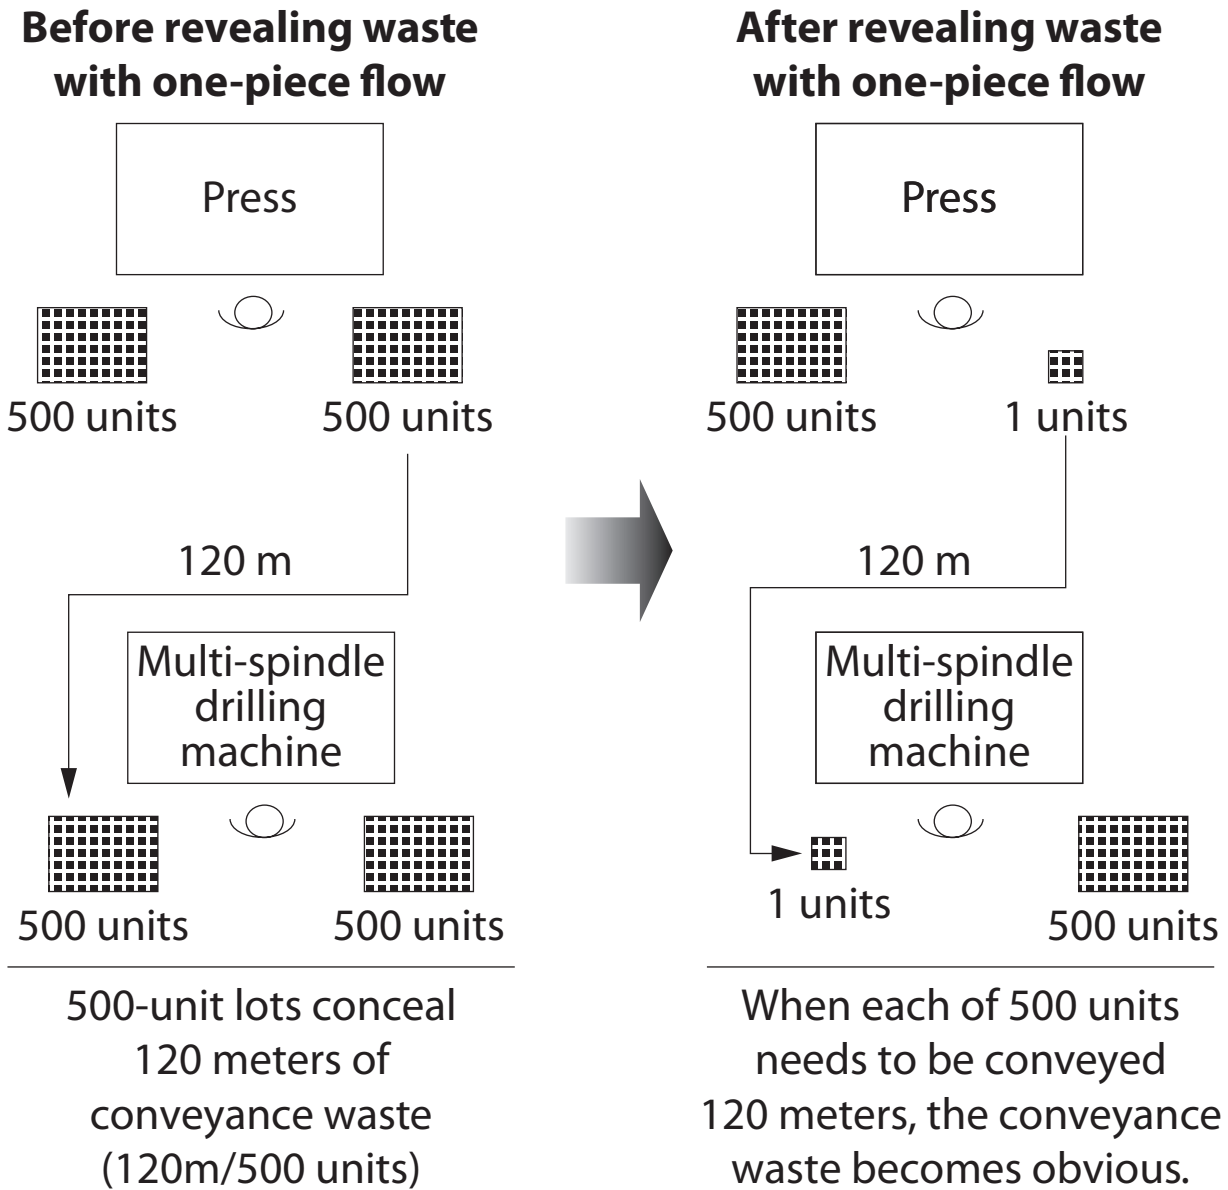 Before revealing waste
with one-piece flow
Press
500 units
500 units
120 m
Multi-spindle
drilling
machine
500 units
500 units
500-unit lots conceal
120 meters of
conveyance waste
(120m/500 units)
After revealing waste
with one-piece flow
Press
500 units
1 units
120 m
Multi-spindle
drilling
machine
1 units
500 units
When each of 500 units
needs to be conveyed
120 meters, the conveyance
waste becomes obvious.